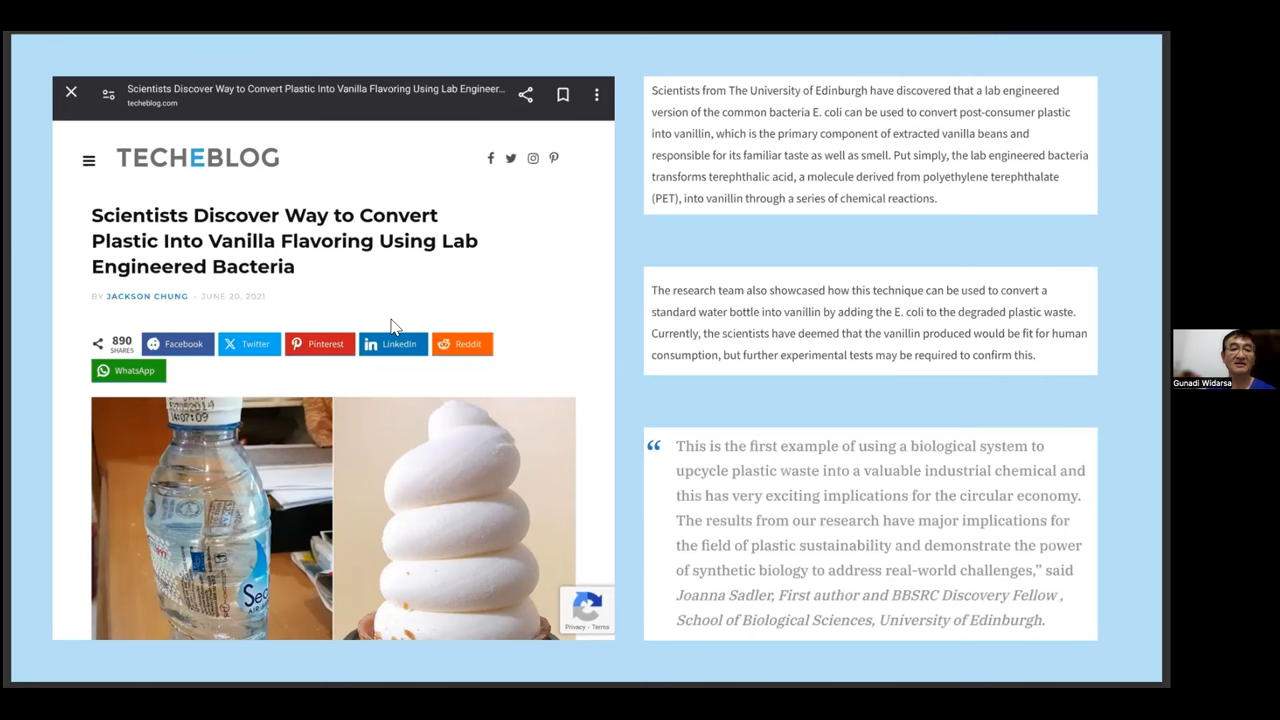 Scientists Discover Way to Convert Plastic Into Vanilla Flavoring Using Lab Engineer...
techeblog.com
TECHEBLOG
Scientists Discover Way to Convert
Plastic Into Vanilla Flavoring Using Lab
Engineered Bacteria
BY JACKSON CHUNG - JUNE 20, 2021
890
SHARES
Facebook
Twitter
Pinterest
LinkedIn
Reddit
WhatsApp
14:07:09
Privacy - Terms
Scientists from The University of Edinburgh have discovered that a lab engineered
version of the common bacteria E. coli can be used to convert post-consumer plastic
into vanillin, which is the primary component of extracted vanilla beans and
responsible for its familiar taste as well as smell. Put simply, the lab engineered bacteria
transforms terephthalic acid, a molecule derived from polyethylene terephthalate
(PET), into vanillin through a series of chemical reactions.
The research team also showcased how this technique can be used to convert a
standard water bottle into vanillin by adding the E. coli to the degraded plastic waste.
Currently, the scientists have deemed that the vanillin produced would be fit for human
consumption, but further experimental tests may be required to confirm this.
“ This is the first example of using a biological system to
upcycle plastic waste into a valuable industrial chemical and
this has very exciting implications for the circular economy.
The results from our research have major implications for
the field of plastic sustainability and demonstrate the power
of synthetic biology to address real-world challenges,” said
Joanna Sadler, First author and BBSRC Discovery Fellow ,
School of Biological Sciences, University of Edinburgh.
Gunadi Widarsa